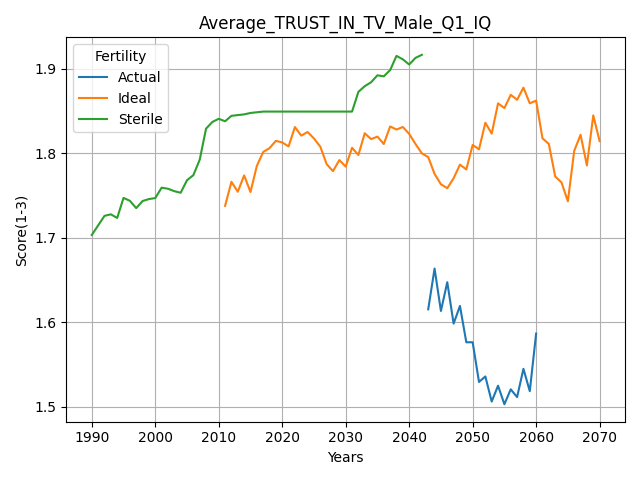 Average_TRUST_IN_TV_Male_Q1_IQ
Fertility
Actual
Ideal
Sterile
Score(1-3)
1.9
1.8
1.7
1.6
1.5
1990 2000 2010 2020 2030 2040 2050 2060 2070
Years